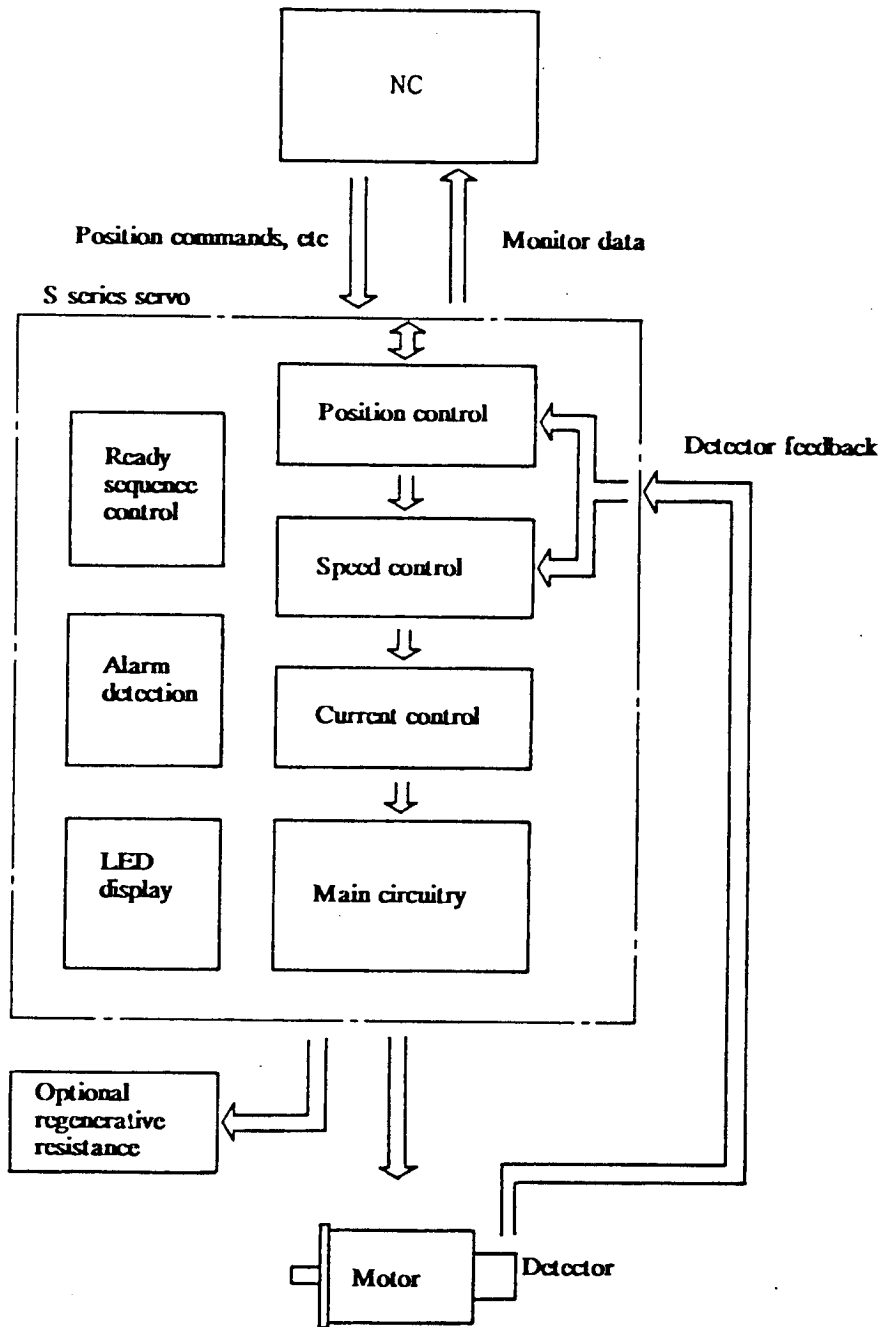 NC
Position commands, etc
Monitor data
S series servo
Position control
Ready
sequence
control
Detector feedback
Speed control
Alarm
detection
Current control
LED
display
Main circuitry
Optional
regenerative
resistance
Motor
Detector